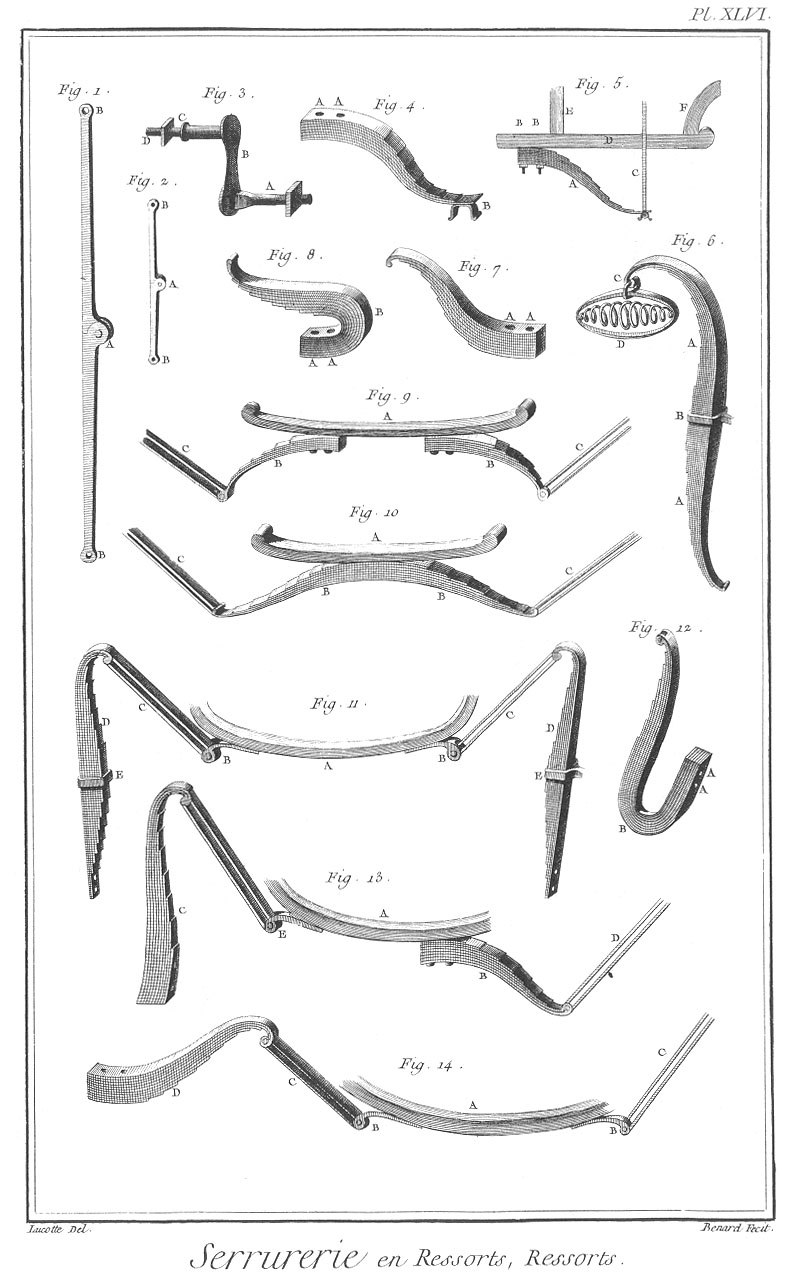 Pl. XLVI.
Fig. 1.
B
A
B
Fig. 2.
B
A
B
Fig. 3.
D
C
B
A
Fig. 4.
A A
B
Fig. 5.
B B
E
D
F
A
C
Fig. 6.
C
D
A
B
A
Fig. 7.
A A
Fig. 8.
B
A A
Fig. 9
A
C
B
B
C
Fig. 10
A
C
B
B
C
Fig. 11.
D
E
C
B
A
B
C
D
E
Fig. 12.
A
A
B
Fig. 13.
C
E
A
B
D
Fig. 14.
D
C
B
A
B
C
Lucotte Del.
Benard Fecit.
Serrurerie en Ressorts, Ressorts.